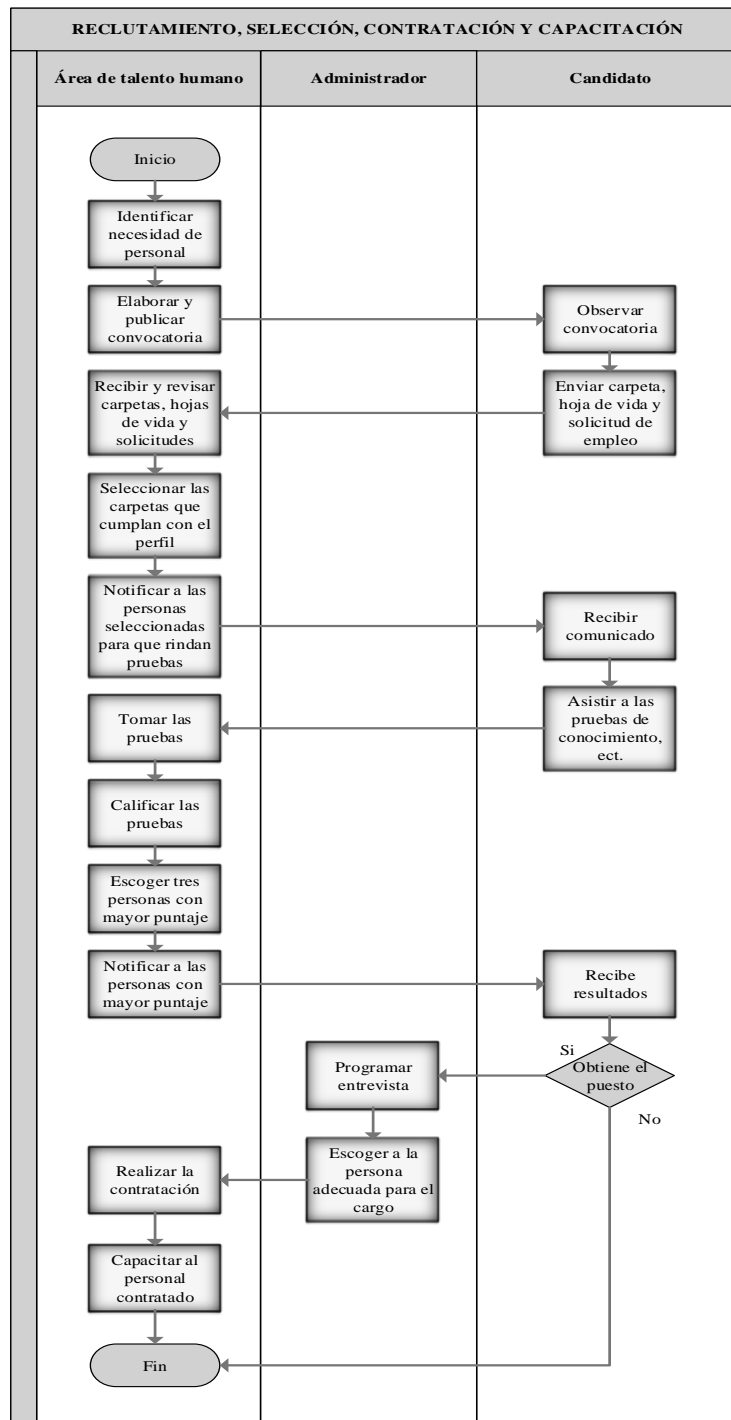 RECLUTAMIENTO, SELECCIÓN, CONTRATACIÓN Y CAPACITACIÓN
Área de talento humano
Administrador
Candidato
Inicio
Identificar
necesidad de
personal
Elaborar y
publicar
convocatoria
Observar
convocatoria
Recibir y revisar
carpetas, hojas
de vida y
solicitudes
Enviar carpeta,
hoja de vida y
solicitud de
empleo
Seleccionar las
carpetas que
cumplan con el
perfil
Notificar a las
personas
seleccionadas
para que rindan
pruebas
Recibir
comunicado
Tomar las
pruebas
Asistir a las
pruebas de
conocimiento,
ect.
Calificar las
pruebas
Escoger tres
personas con
mayor puntaje
Notificar a las
personas con
mayor puntaje
Recibe
resultados
Si
Obtiene el
puesto
No
Programar
entrevista
Escoger a la
persona
adecuada para el
cargo
Realizar la
contratación
Capacitar al
personal
contratado
Fin